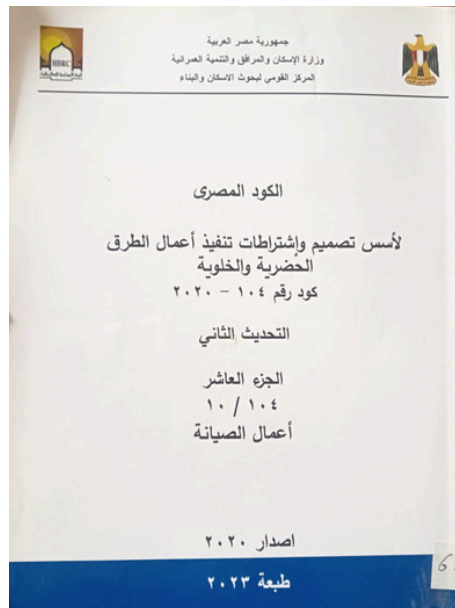 جمهورية مصر العربية
وزارة الإسكان والمرافق والتنمية العمرانية
المركز القومي لبحوث الاسكان والبناء
HBRC
الكود المصرى
لأسس تصميم وإشتراطات تنفيذ أعمال الطرق
الحضرية والخلوية
كود رقم ١٠٤ - ٢٠٢٠
التحديث الثاني
الجزء العاشر
١٠ / ١٠٤
أعمال الصيانة
اصدار ٢٠٢٠
طبعة ٢٠٢٣
6